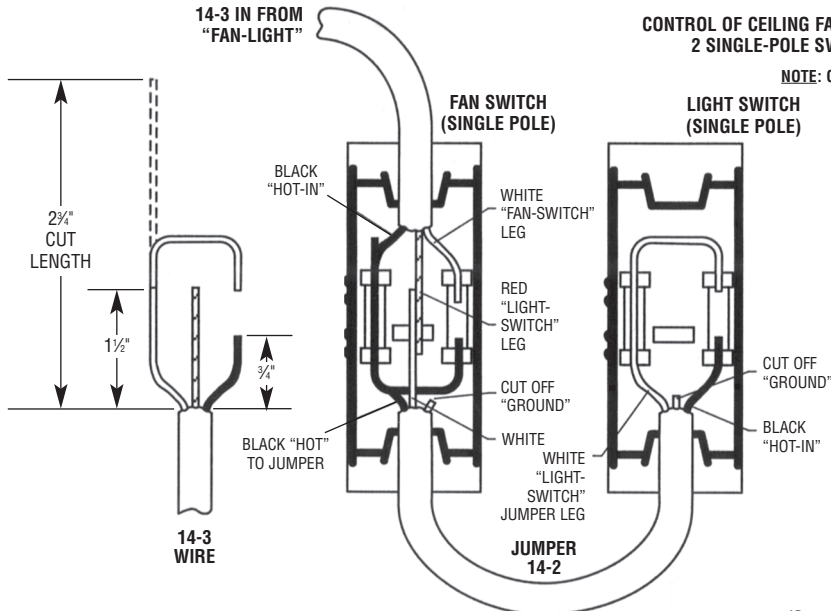 14-3 IN FROM
“FAN-LIGHT”
CONTROL OF CEILING
2 SINGLE-POLE
NOTE:
FAN SWITCH
(SINGLE POLE)
LIGHT SWITCH
(SINGLE POLE)
BLACK
“HOT-IN”
WHITE
“FAN-SWITCH”
LEG
2¾"
CUT
LENGTH
RED
“LIGHT-
SWITCH”
LEG
1½"
¾"
CUT OFF
“GROUND”
CUT OFF
“GROUND”
BLACK “HOT”
TO JUMPER
WHITE
BLACK
“HOT-IN”
WHITE
“LIGHT-
SWITCH”
JUMPER LEG
14-3
WIRE
JUMPER
14-2